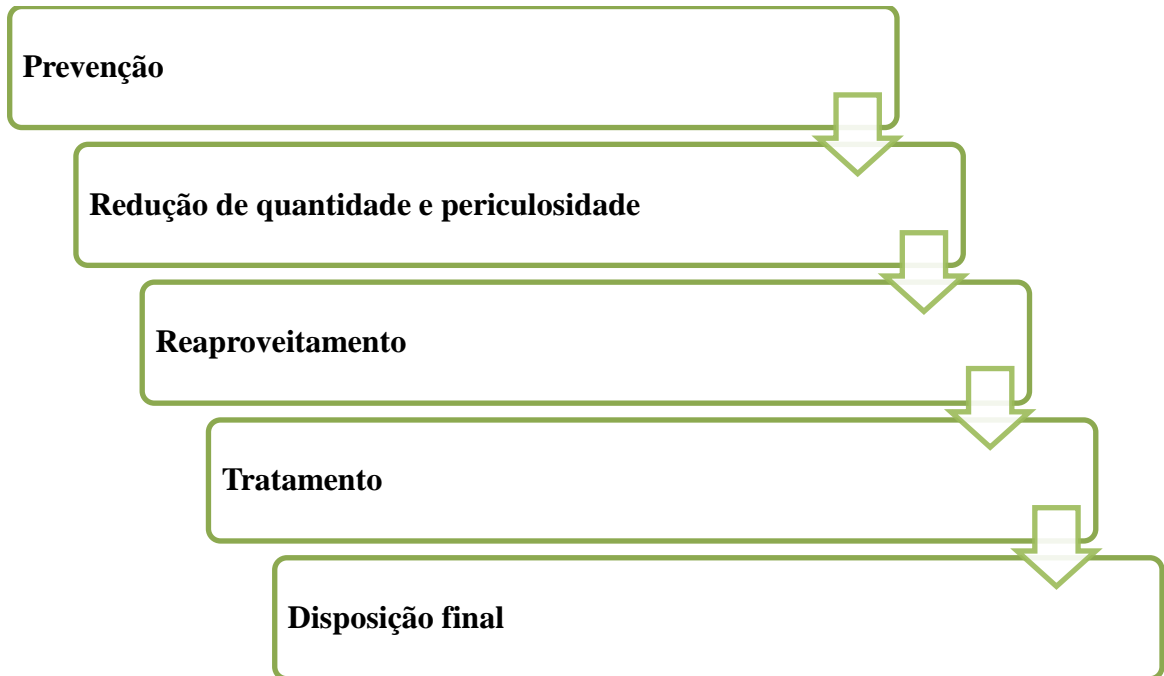 Prevenção
Redução de quantidade e periculosidade
Reaproveitamento
Tratamento
Disposição final